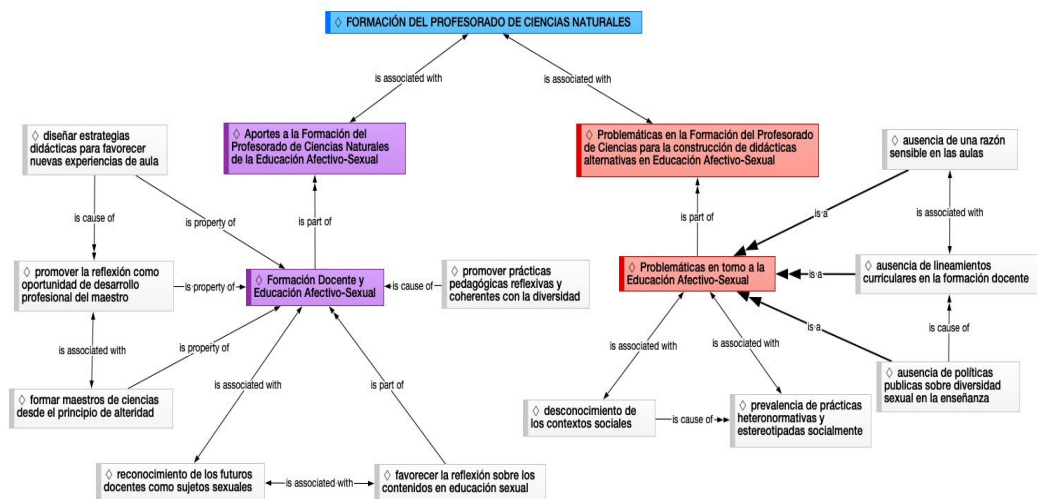 ◊ FORMACIÓN DEL PROFESORADO DE CIENCIAS NATURALES
is associated with
is associated with
◊ diseñar estrategias
didácticas para favorecer
nuevas experiencias de aula
◊ Aportes a la Formación del
Profesorado de Ciencias Naturales
de la Educación Afectivo-Sexual
◊ Problemáticas en la Formación del Profesorado
de Ciencias para la construcción de didácticas
alternativas en Educación Afectivo-Sexual
◊ ausencia de una razón
sensible en las aulas
is cause of
is property of
is part of
is part of
is a
is associated with
◊ promover la reflexión como
oportunidad de desarrollo
profesional del maestro
is property of
◊ Formación Docente y
Educación Afectivo-Sexual
is cause of
◊ promover prácticas
pedagógicas reflexivas y
coherentes con la diversidad
◊ Problemáticas en torno a la
Educación Afectivo-Sexual
is a
◊ ausencia de lineamientos
curriculares en la formación docente
is associated with
is property of
is associated with
is part of
is associated with
is associated with
is a
is cause of
◊ formar maestros de ciencias
desde el principio de alteridad
◊ desconocimiento de
los contextos sociales
is cause of
◊ prevalencia de prácticas
heteronormativas y
estereotipadas socialmente
◊ ausencia de políticas
publicas sobre diversidad
sexual en la enseñanza
◊ reconocimiento de los futuros
docentes como sujetos sexuales
is associated with
◊ favorecer la reflexión sobre los
contenidos en educación sexual